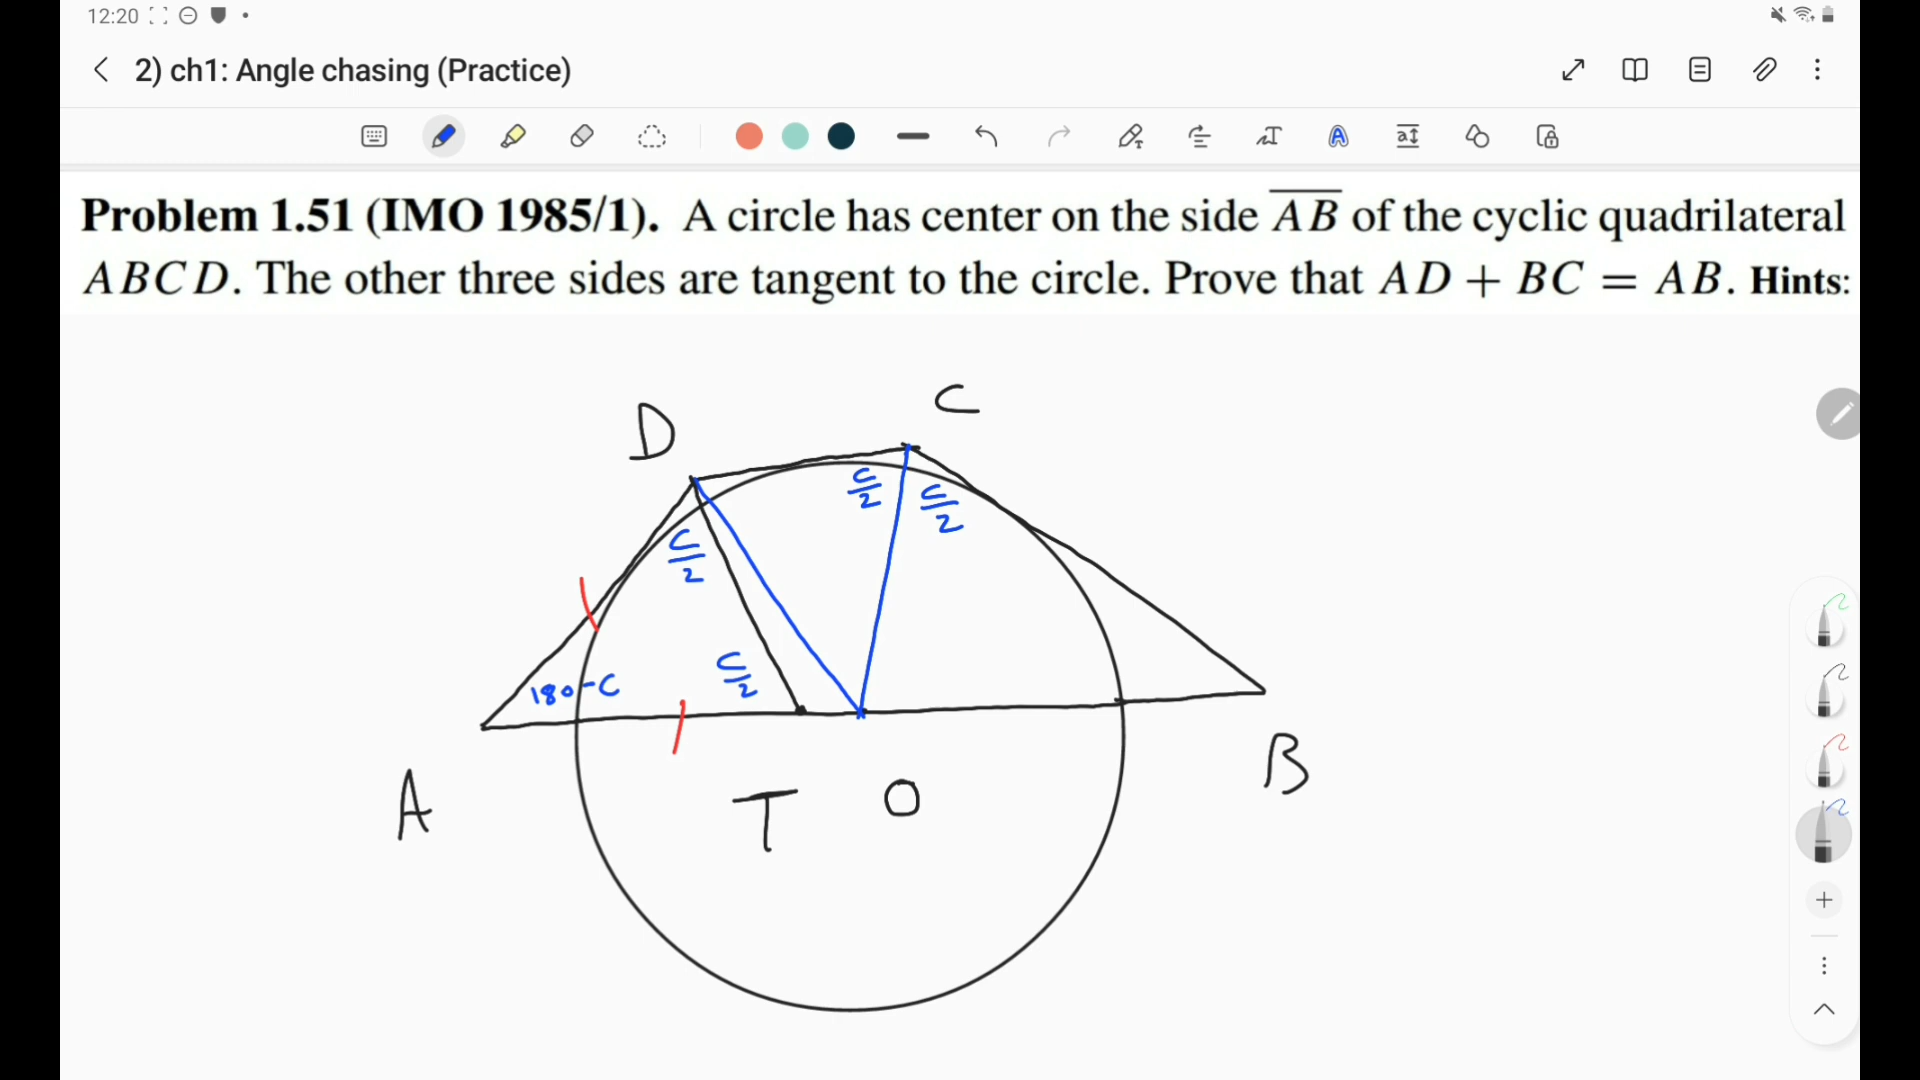 12:20
2) ch1: Angle chasing (Practice)
Problem 1.51 (IMO 1985/1). A circle has center on the side AB of the cyclic quadrilateral
ABCD. The other three sides are tangent to the circle. Prove that AD + BC = AB. Hints:
D
C
C/2
C/2
C/2
C/2
180-C
A
T
O
B